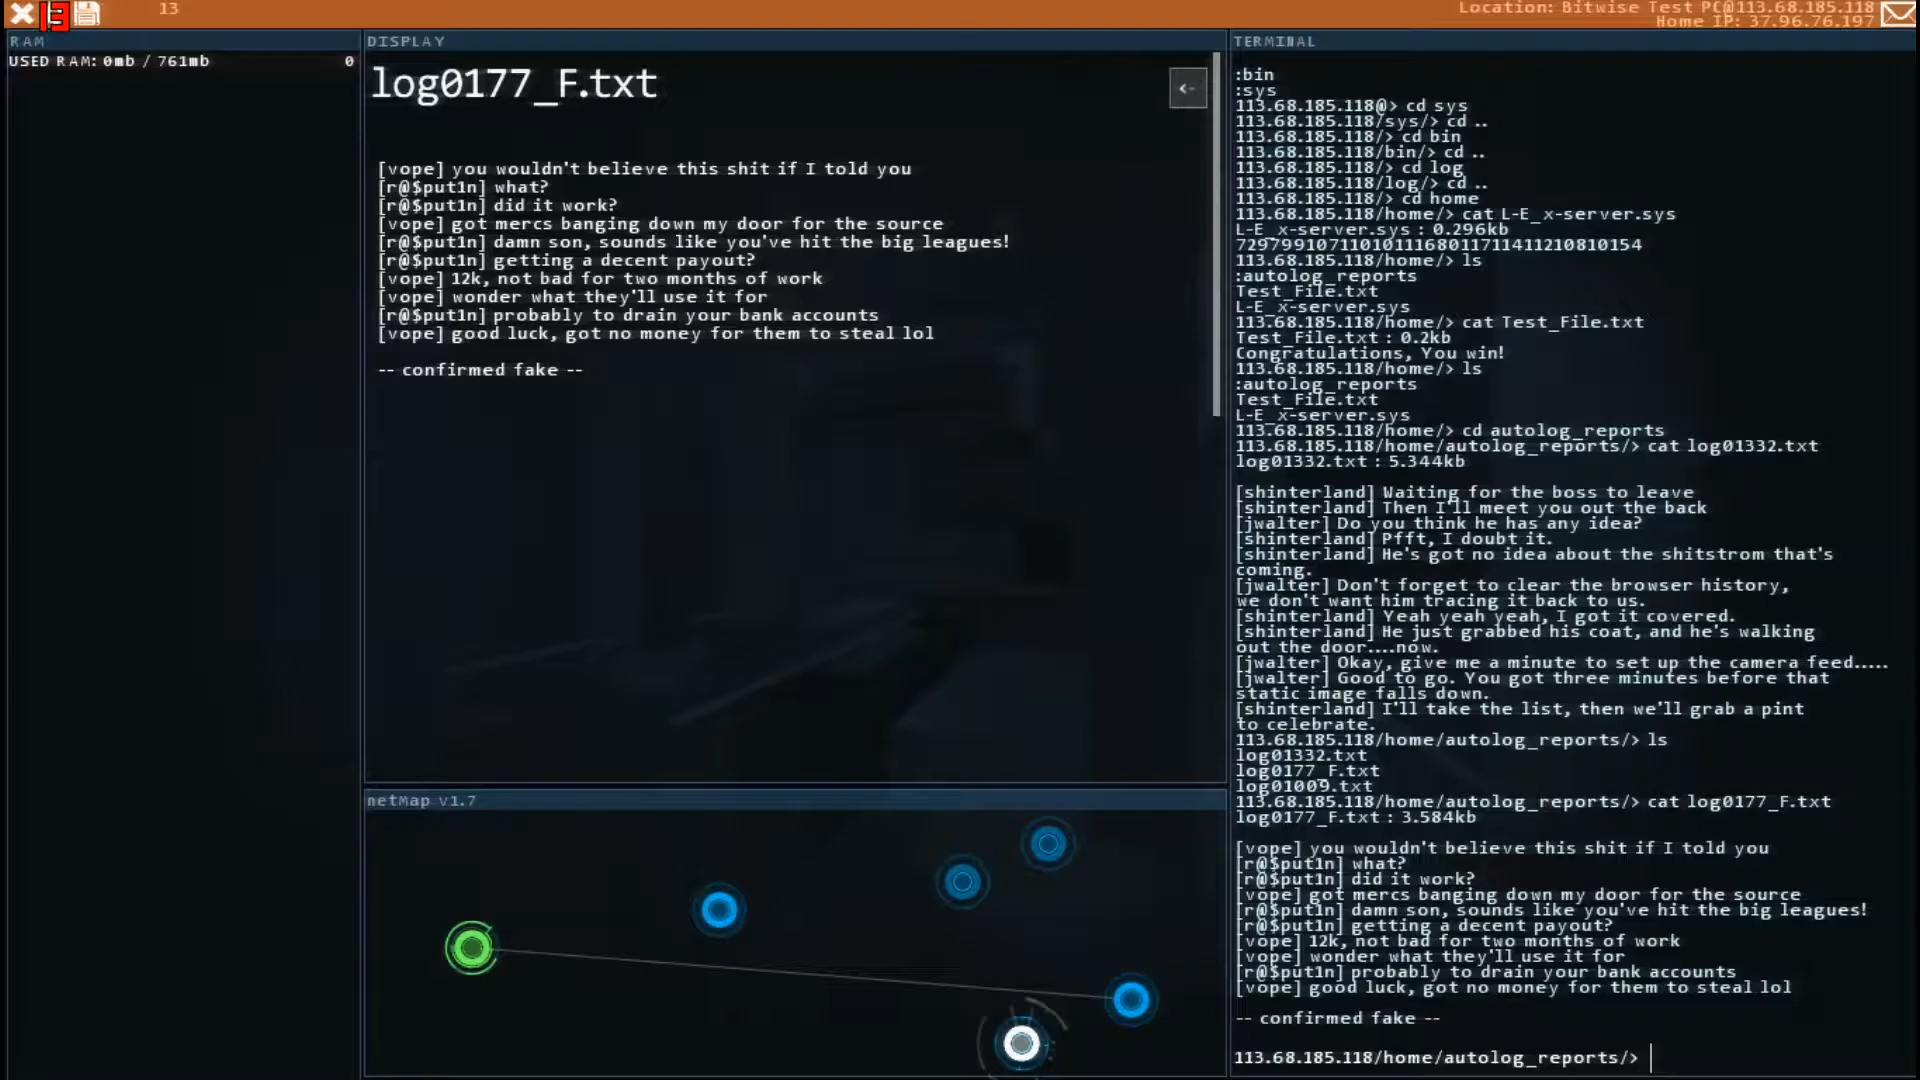 13
Location: Bitwise Test PC@113.68.185.118
Home IP: 37.96.76.197
RAM
USED RAM: 0mb / 761mb 0
DISPLAY
log0177_F.txt
<-
[vope] you wouldn't believe this shit if I told you
[r@$put1n] what?
[r@$put1n] did it work?
[vope] got mercs banging down my door for the source
[r@$put1n] damn son, sounds like you've hit the big leagues!
[r@$put1n] getting a decent payout?
[vope] 12k, not bad for two months of work
[vope] wonder what they'll use it for
[r@$put1n] probably to drain your bank accounts
[vope] good luck, got no money for them to steal lol
-- confirmed fake --
netMap v1.7
TERMINAL
:bin
:sys
113.68.185.118@> cd sys
113.68.185.118/sys/> cd ..
113.68.185.118/> cd bin
113.68.185.118/bin/> cd ..
113.68.185.118/> cd log
113.68.185.118/log/> cd ..
113.68.185.118/> cd home
113.68.185.118/home/> cat L-E_x-server.sys
L-E_x-server.sys : 0.296kb
72979910711010111680117114112108101​54
113.68.185.118/home/> ls
:autolog_reports
Test_File.txt
L-E_x-server.sys
113.68.185.118/home/> cat Test_File.txt
Test_File.txt : 0.2kb
Congratulations, You win!
113.68.185.118/home/> ls
:autolog_reports
Test_File.txt
L-E_x-server.sys
113.68.185.118/home/> cd autolog_reports
113.68.185.118/home/autolog_reports/> cat log01332.txt
log01332.txt : 5.344kb
[shinterland] Waiting for the boss to leave
[shinterland] Then I'll meet you out the back
[jwalter] Do you think he has any idea?
[shinterland] Pfft, I doubt it.
[shinterland] He's got no idea about the shitstrom that's
coming.
[jwalter] Don't forget to clear the browser history,
we don't want him tracing it back to us.
[shinterland] Yeah yeah yeah, I got it covered.
[shinterland] He just grabbed his coat, and he's walking
out the door....now.
[jwalter] Okay, give me a minute to set up the camera feed.....
[jwalter] Good to go. You got three minutes before that
static image falls down.
[shinterland] I'll take the list, then we'll grab a pint
to celebrate.
113.68.185.118/home/autolog_reports/> ls
log01332.txt
log0177_F.txt
log01009.txt
113.68.185.118/home/autolog_reports/> cat log0177_F.txt
log0177_F.txt : 3.584kb
[vope] you wouldn't believe this shit if I told you
[r@$put1n] what?
[r@$put1n] did it work?
[vope] got mercs banging down my door for the source
[r@$put1n] damn son, sounds like you've hit the big leagues!
[r@$put1n] getting a decent payout?
[vope] 12k, not bad for two months of work
[vope] wonder what they'll use it for
[r@$put1n] probably to drain your bank accounts
[vope] good luck, got no money for them to steal lol
-- confirmed fake --
113.68.185.118/home/autolog_reports/>